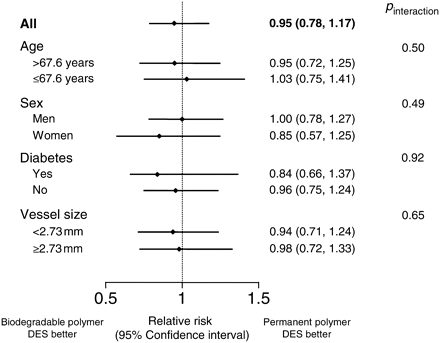 p interaction
All 0.95 (0.78, 1.17)
Age 0.50
>67.6 years 0.95 (0.72, 1.25)
≤67.6 years 1.03 (0.75, 1.41)
Sex 0.49
Men 1.00 (0.78, 1.27)
Women 0.85 (0.57, 1.25)
Diabetes 0.92
Yes 0.84 (0.66, 1.37)
No 0.96 (0.75, 1.24)
Vessel size 0.65
<2.73 mm 0.94 (0.71, 1.24)
≥2.73 mm 0.98 (0.72, 1.33)
0.5 1 1.5
Biodegradable polymer Relative risk Permanent polymer
DES better (95% Confidence interval) DES better